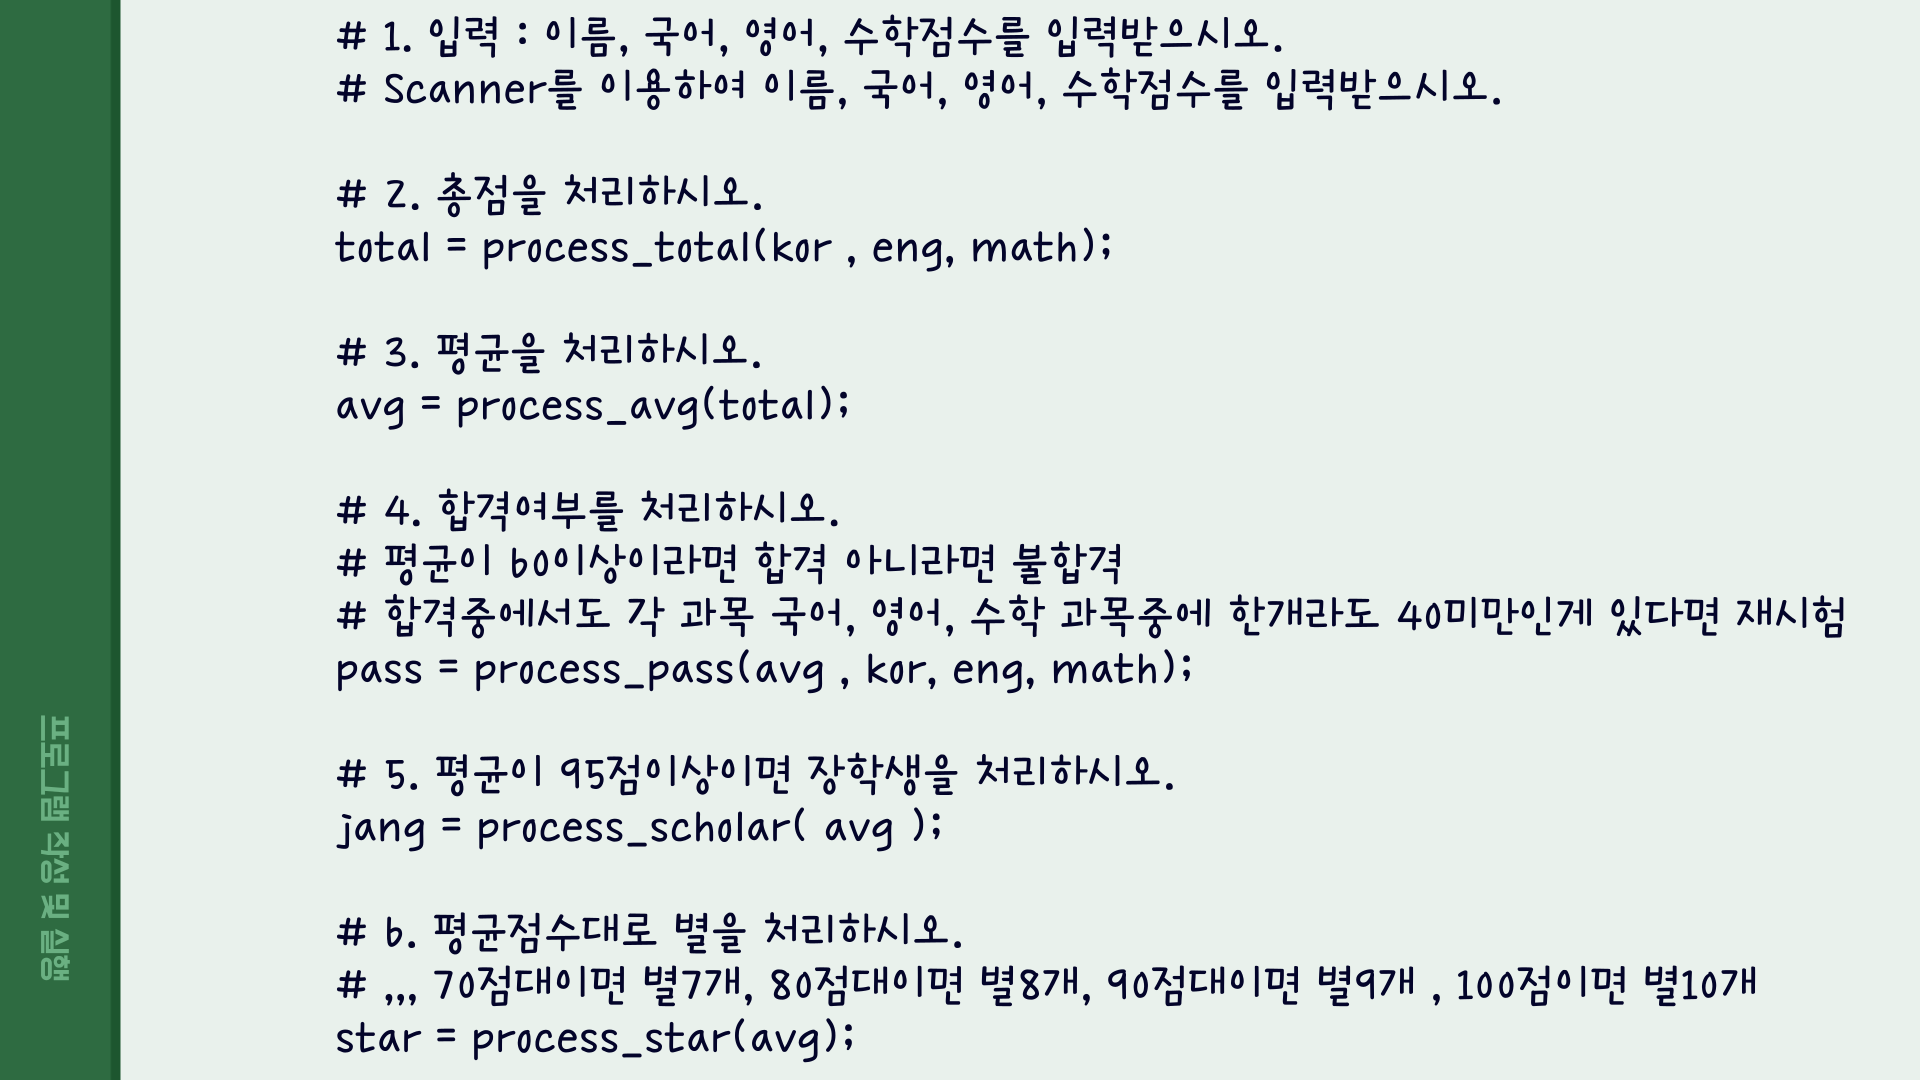 # 1. 입력 : 이름, 국어, 영어, 수학점수를 입력받으시오.
# Scanner를 이용하여 이름, 국어, 영어, 수학점수를 입력받으시오.
# 2. 총점을 처리하시오.
total = process_total(kor , eng, math);
# 3. 평균을 처리하시오.
avg = process_avg(total);
# 4. 합격여부를 처리하시오.
# 평균이 60이상이라면 합격 아니라면 불합격
# 합격중에서도 각 과목 국어, 영어, 수학 과목중에 한개라도 40미만인게 있다면 재시험
pass = process_pass(avg , kor, eng, math);
# 5. 평균이 95점이상이면 장학생을 처리하시오.
jang = process_scholar( avg );
# 6. 평균점수대로 별을 처리하시오.
# ,,, 70점대이면 별7개, 80점대이면 별8개, 90점대이면 별9개 , 100점이면 별10개
star = process_star(avg);
프로그램 작성 및 실행